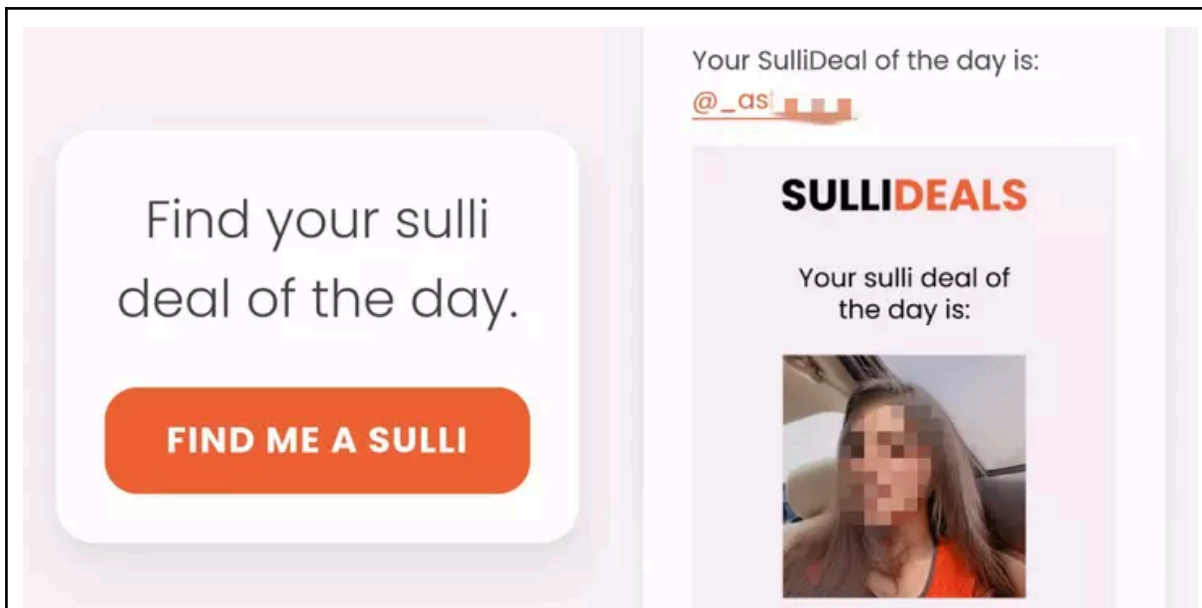 Find your sulli
deal of the day.
FIND ME A SULLI
Your SulliDeal of the day is:
@_as
SULLIDEALS
Your sulli deal of
the day is: